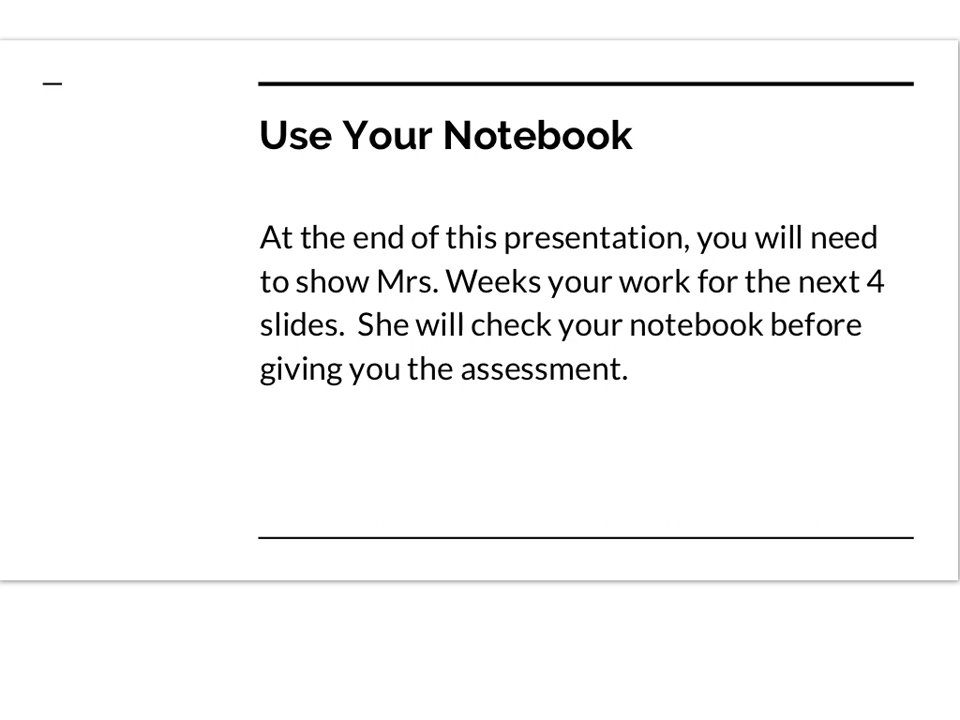 Use Your Notebook
At the end of this presentation, you will need
to show Mrs. Weeks your work for the next 4
slides.  She will check your notebook before
giving you the assessment.